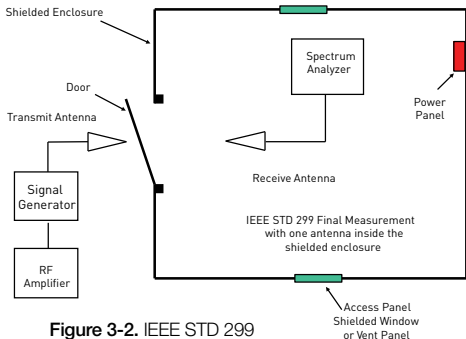 Shielded Enclosure
Spectrum
Analyzer
Door
Power
Panel
Transmit Antenna
Receive Antenna
Signal
Generator
IEEE STD 299 Final Measurement
with one antenna inside the
shielded enclosure
RF
Amplifier
Access Panel
Shielded Window
or Vent Panel
Figure 3-2. IEEE STD 299